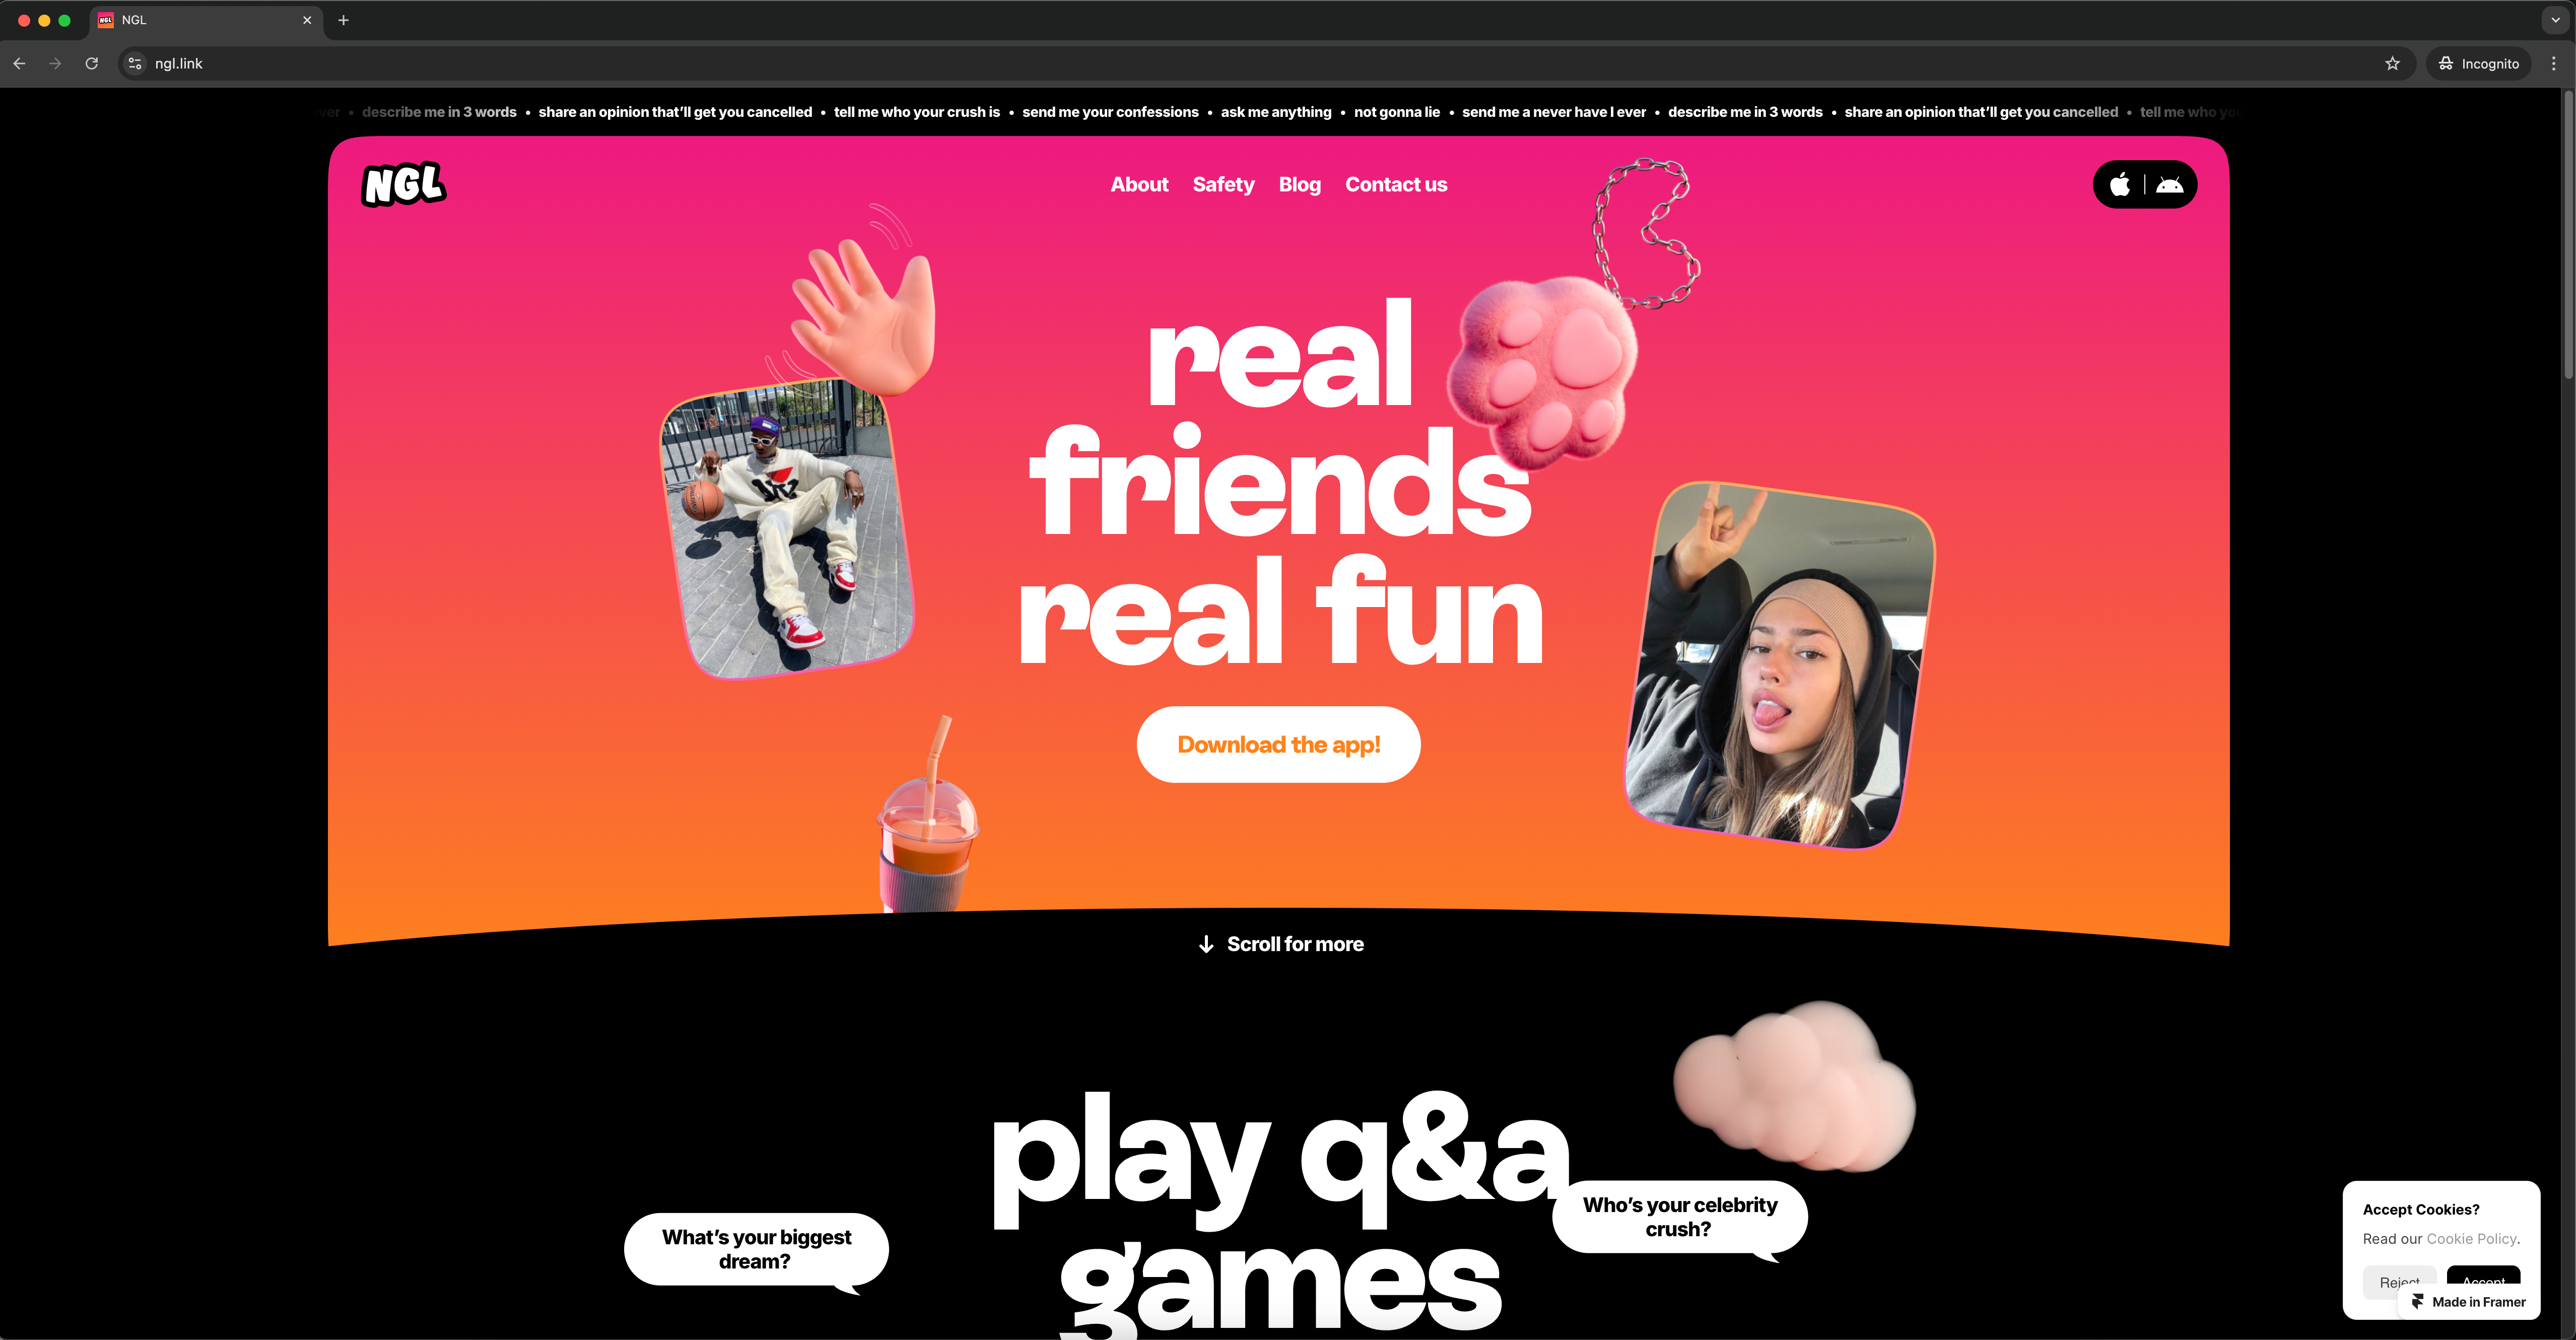 NGL
ngl.link
Incognito
ever • describe me in 3 words • share an opinion that’ll get you cancelled • tell me who your crush is • send me your confessions • ask me anything • not gonna lie • send me a never have I ever • describe me in 3 words • share an opinion that’ll get you cancelled • tell me who you
NGL
About Safety Blog Contact us
real
friends
real fun
Download the app!
Scroll for more
play q&a
games
What’s your biggest
dream?
Who’s your celebrity
crush?
Accept Cookies?
Read our Cookie Policy.
Reject Accept
Made in Framer